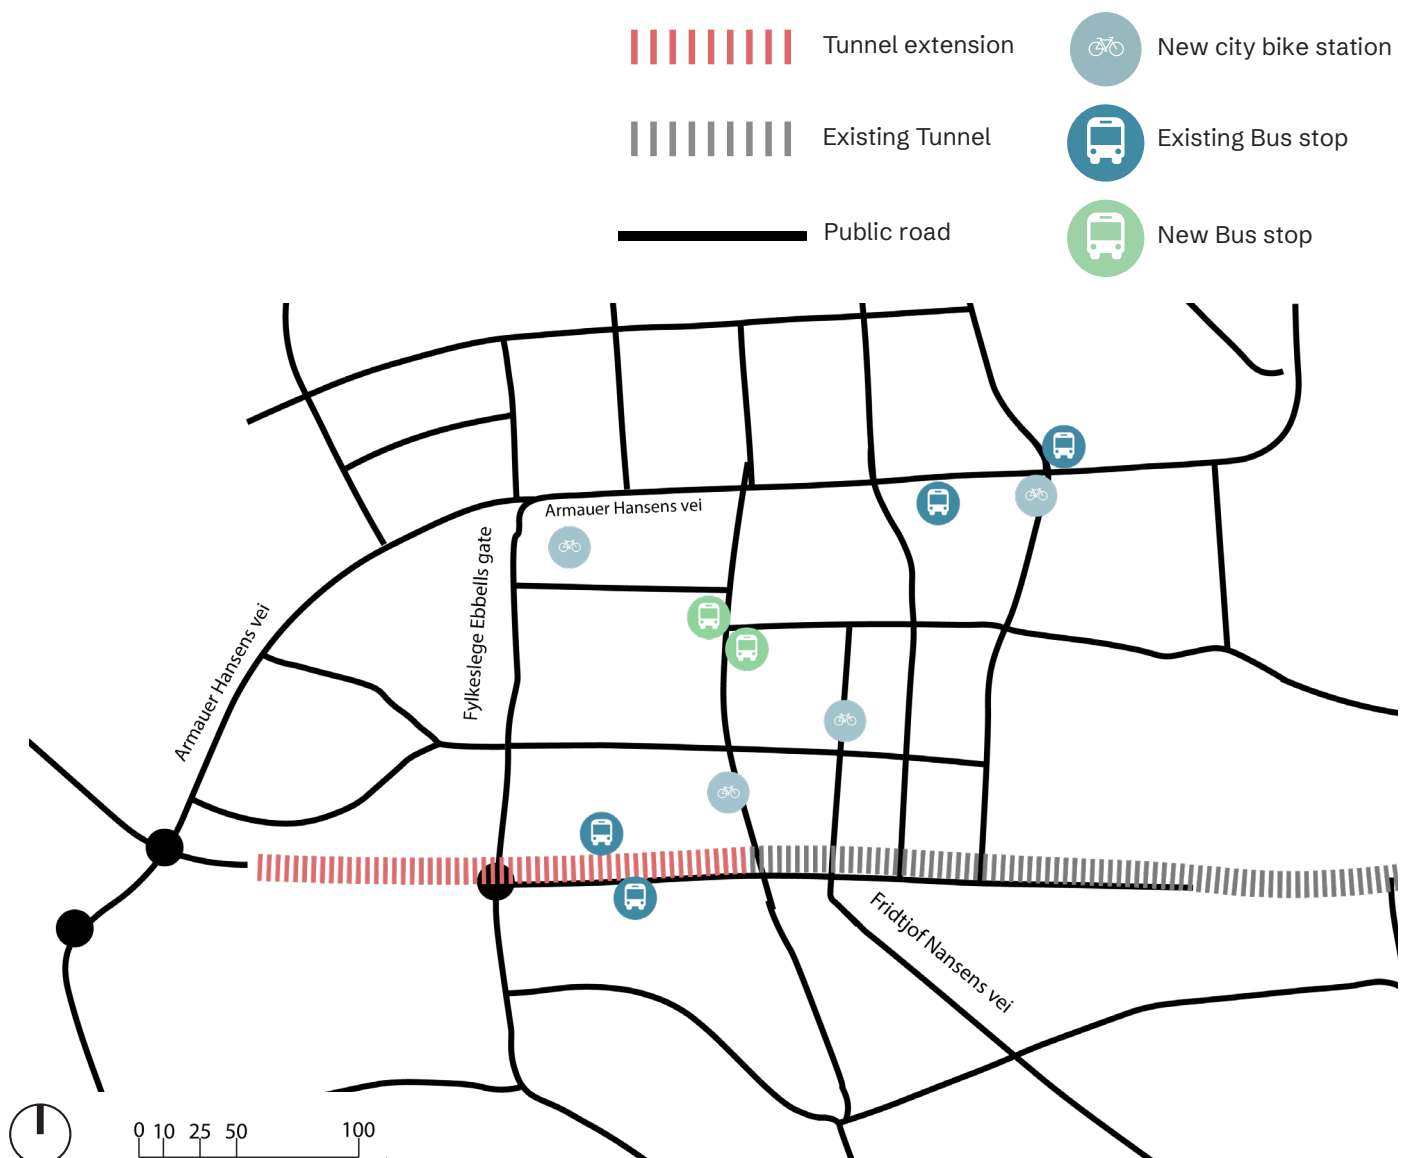 Tunnel extension
New city bike station
Existing Tunnel
Existing Bus stop
Public road
New Bus stop
Armauer Hansens vei
Fylkeslege Ebbells gate
Armauer Hansens vei
Fridtjof Nansens vei
0 10 25 50 100